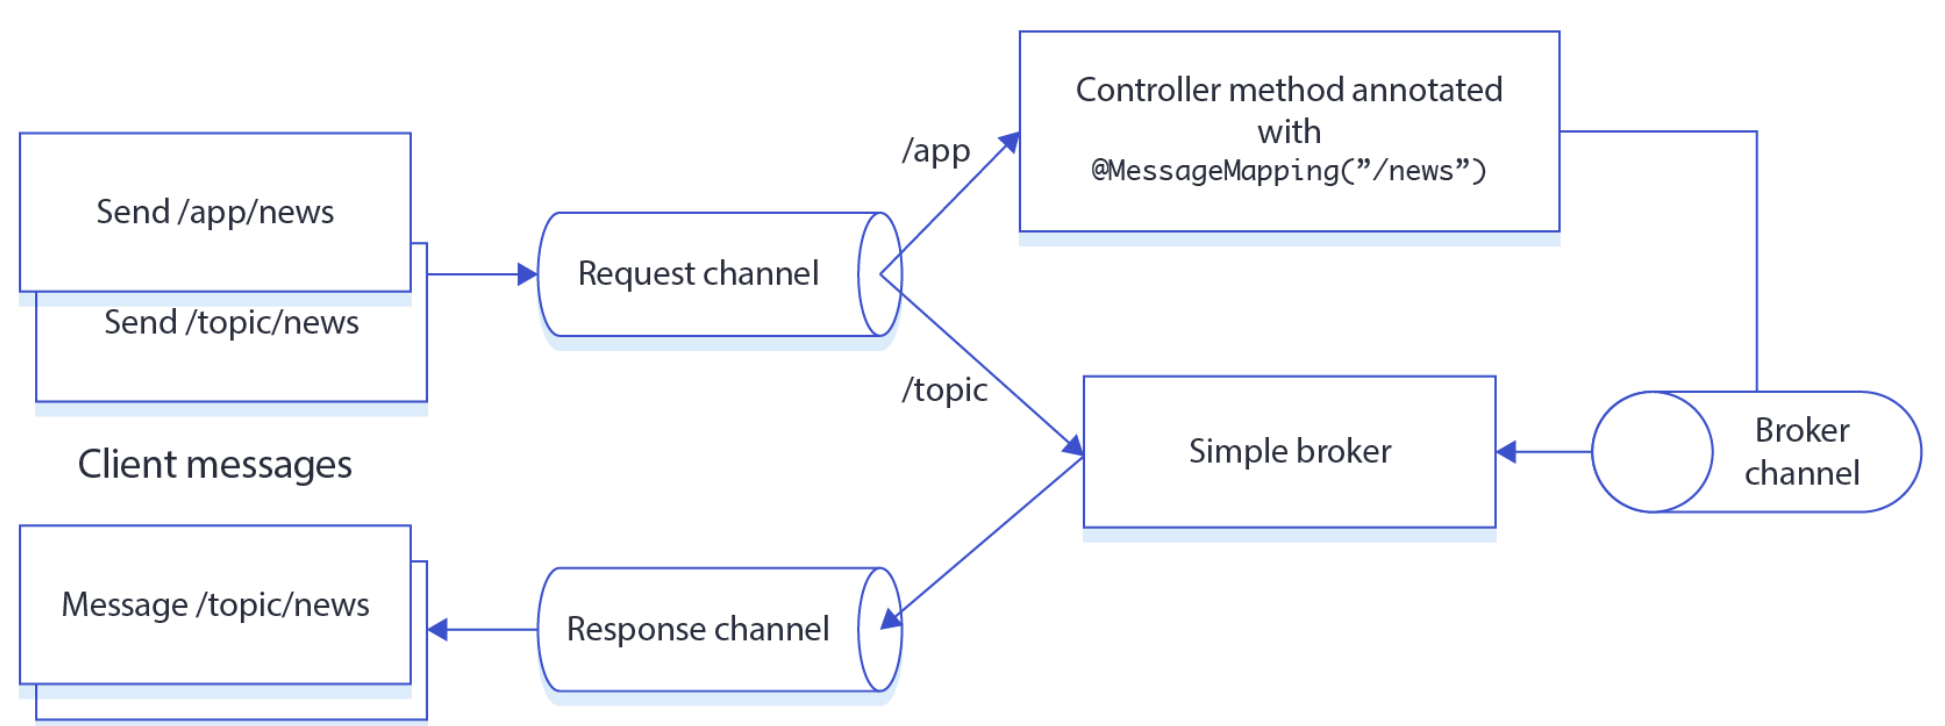 Send /app/news
Send /topic/news
Client messages
Message /topic/news
Request channel
Response channel
/app
/topic
Controller method annotated
with
@MessageMapping(”/news”)
Simple broker
Broker
channel